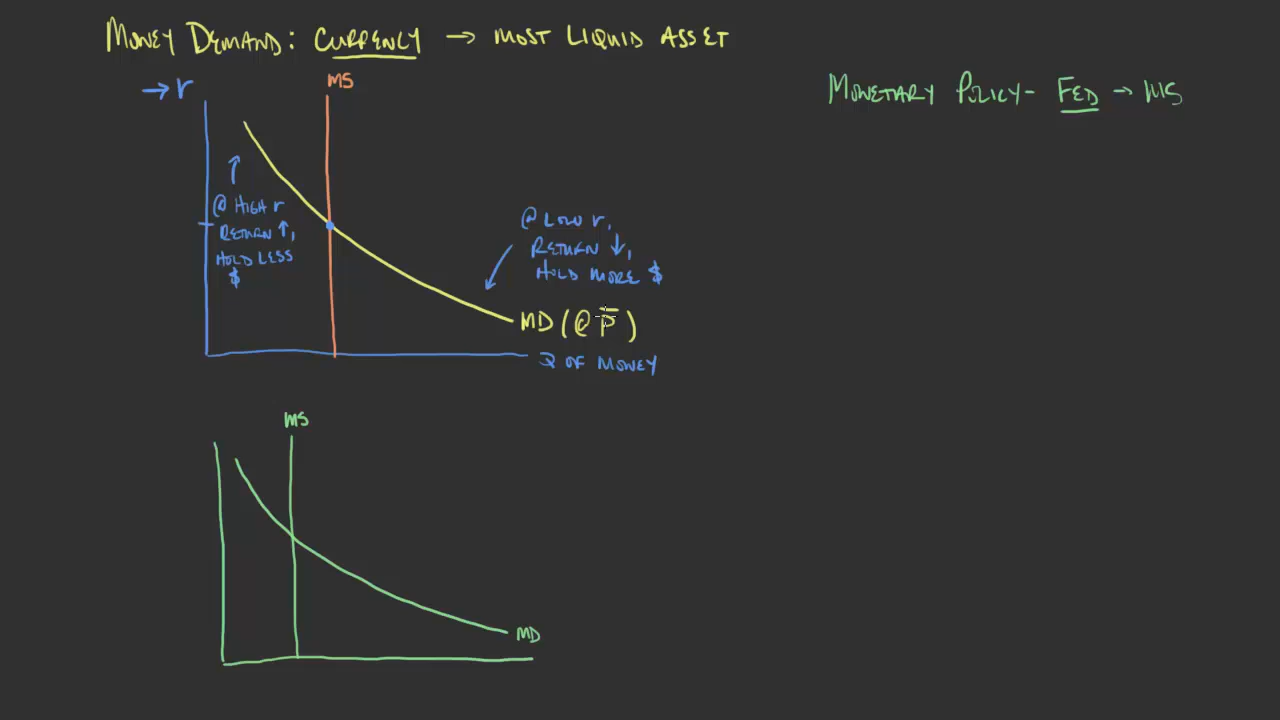 MONEY DEMAND: CURRENCY → MOST LIQUID ASSET
MONETARY POLICY- FED → MS
→ r
MS
@ HIGH r
RETURN ↑,
HOLD LESS
$
@ LOW r,
RETURN ↓,
HOLD MORE $
MD (@ P̅)
Q OF MONEY
MS
MD